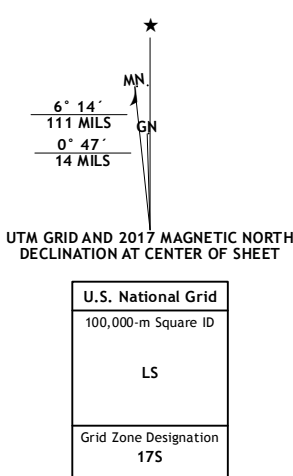 ★
MN.
6° 14´
111 MILS
GN
0° 47´
14 MILS
UTM GRID AND 2017 MAGNETIC NORTH
DECLINATION AT CENTER OF SHEET
U.S. National Grid
100,000-m Square ID
LS
Grid Zone Designation
17S